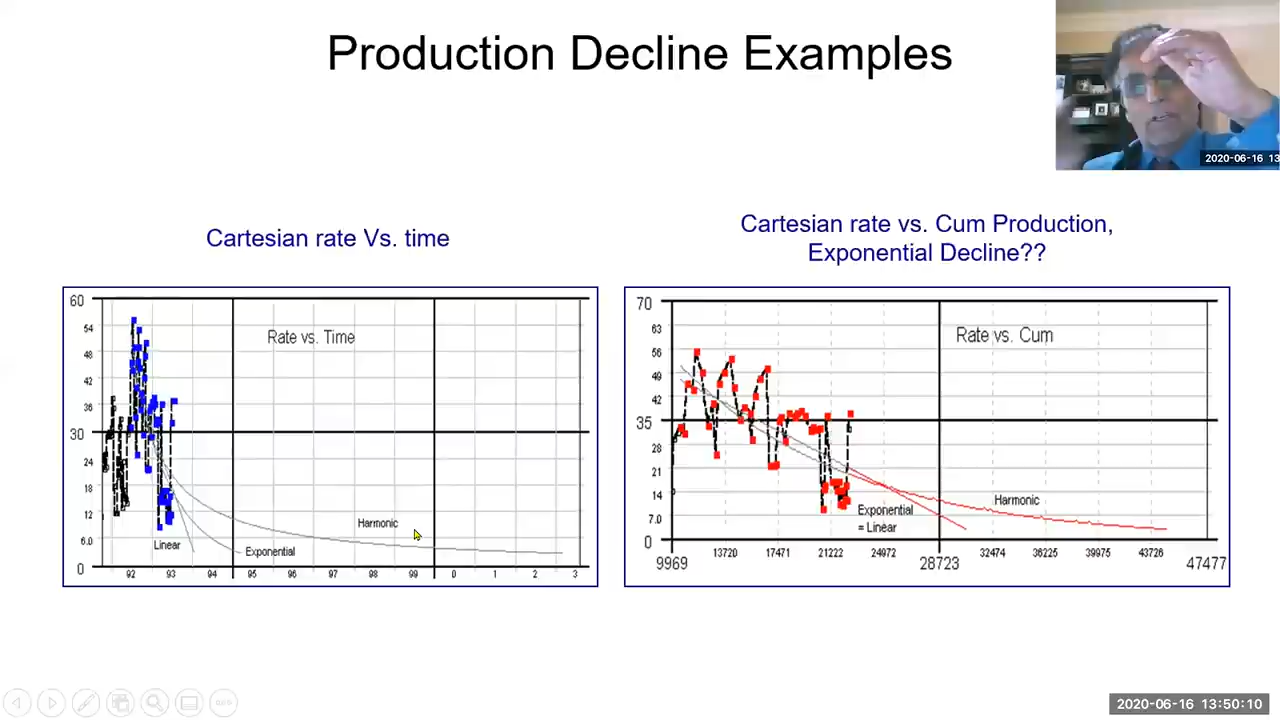 Production Decline Examples
2020-06-16 13
Cartesian rate Vs. time
Cartesian rate vs. Cum Production,
Exponential Decline??
60
54
48
42
36
30
24
18
12
6.0
0
Rate vs. Time
Harmonic
Linear
Exponential
92 93 94 95 96 97 98 99 0 1 2 3
70
63
56
49
42
35
28
21
14
7.0
0
Rate vs. Cum
Harmonic
Exponential
= Linear
13720 17471 21222 24972 32474 36225 39975 43726
9969 28723 47477
2020-06-16 13:50:10